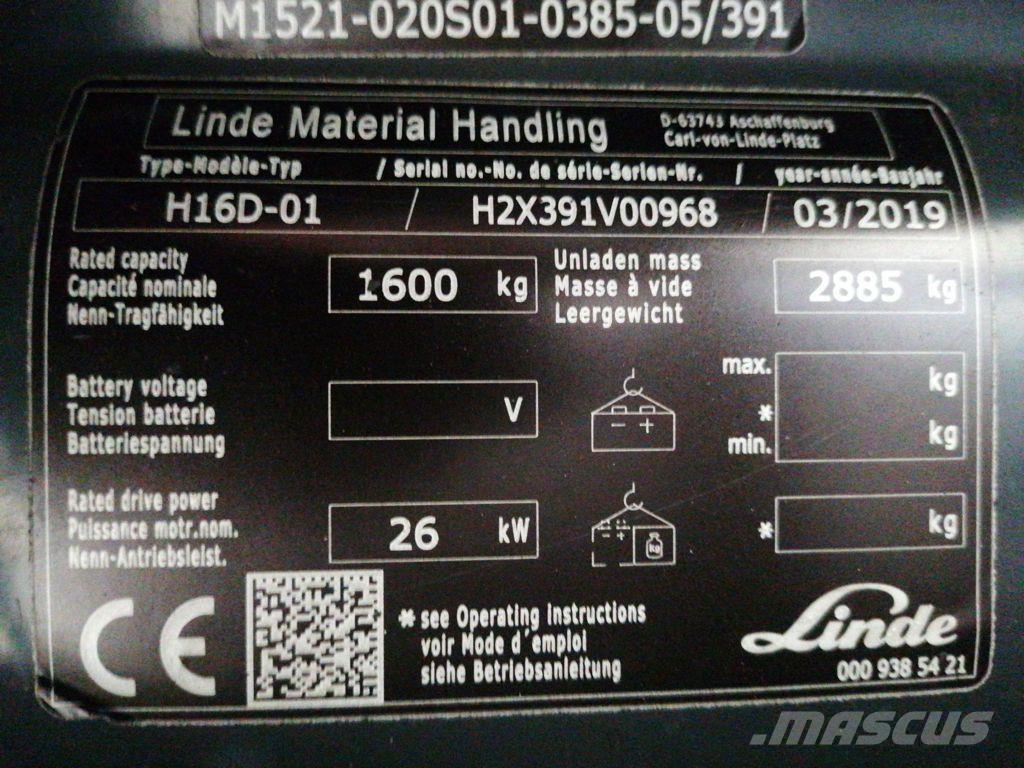 M1521-020S01-0385-05/391
Linde Material Handling
D-63743 Aschaffenburg
Carl-von-Linde-Platz
Type-Modèle-Typ / Serial no.-No. de série-Serien-Nr. / year-année-Baujahr
H16D-01 / H2X391V00968 / 03/2019
Rated capacity
Capacité nominale
Nenn-Tragfähigkeit
1600 kg
Unladen mass
Masse à vide
Leergewicht
2885 kg
Battery voltage
Tension batterie
Batteriespannung
V
- +
max. kg
*
min. kg
Rated drive power
Puissance motr.nom.
Nenn-Antriebsleist.
26 kW
- +
kg
* kg
CE
* see Operating Instructions
voir Mode d'emploi
siehe Betriebsanleitung
Linde
000 938 54 21
.MASCUS